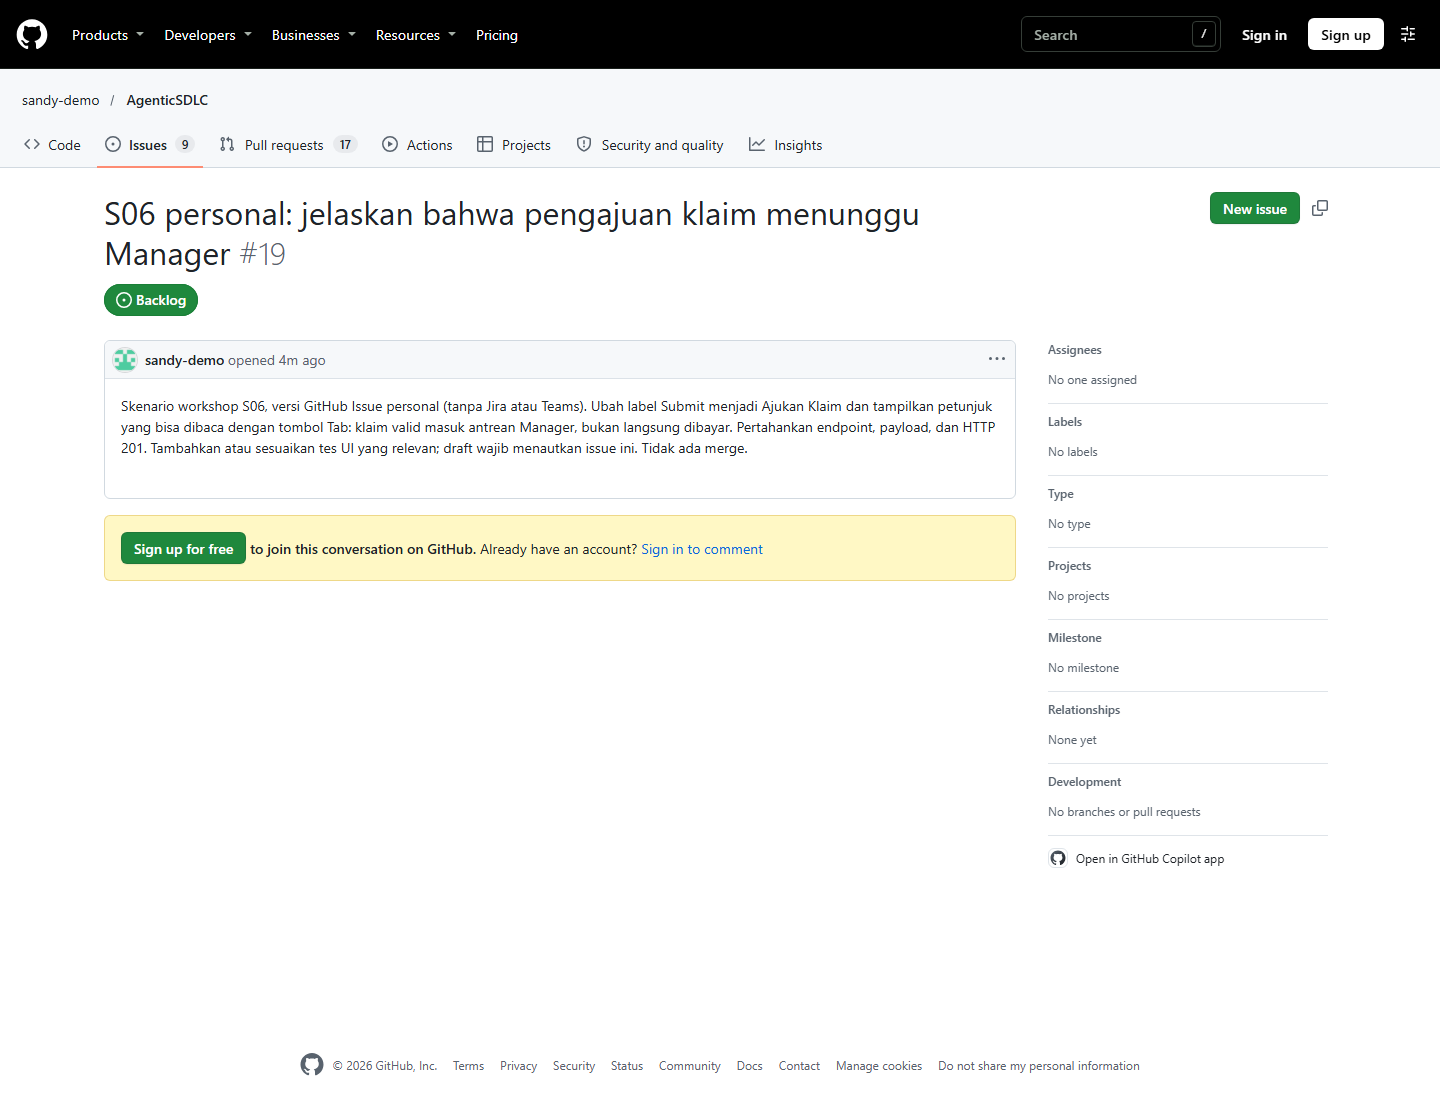 Products
Developers
Businesses
Resources
Pricing
Search
/
Sign in
Sign up
sandy-demo / AgenticSDLC
Code
Issues 9
Pull requests 17
Actions
Projects
Security and quality
Insights
S06 personal: jelaskan bahwa pengajuan klaim menunggu
Manager #19
New issue
Backlog
sandy-demo opened 4m ago
Skenario workshop S06, versi GitHub Issue personal (tanpa Jira atau Teams). Ubah label Submit menjadi Ajukan Klaim dan tampilkan petunjuk
yang bisa dibaca dengan tombol Tab: klaim valid masuk antrean Manager, bukan langsung dibayar. Pertahankan endpoint, payload, dan HTTP
201. Tambahkan atau sesuaikan tes UI yang relevan; draft wajib menautkan issue ini. Tidak ada merge.
Sign up for free to join this conversation on GitHub. Already have an account? Sign in to comment
Assignees
No one assigned
Labels
No labels
Type
No type
Projects
No projects
Milestone
No milestone
Relationships
None yet
Development
No branches or pull requests
Open in GitHub Copilot app
© 2026 GitHub, Inc.
Terms
Privacy
Security
Status
Community
Docs
Contact
Manage cookies
Do not share my personal information